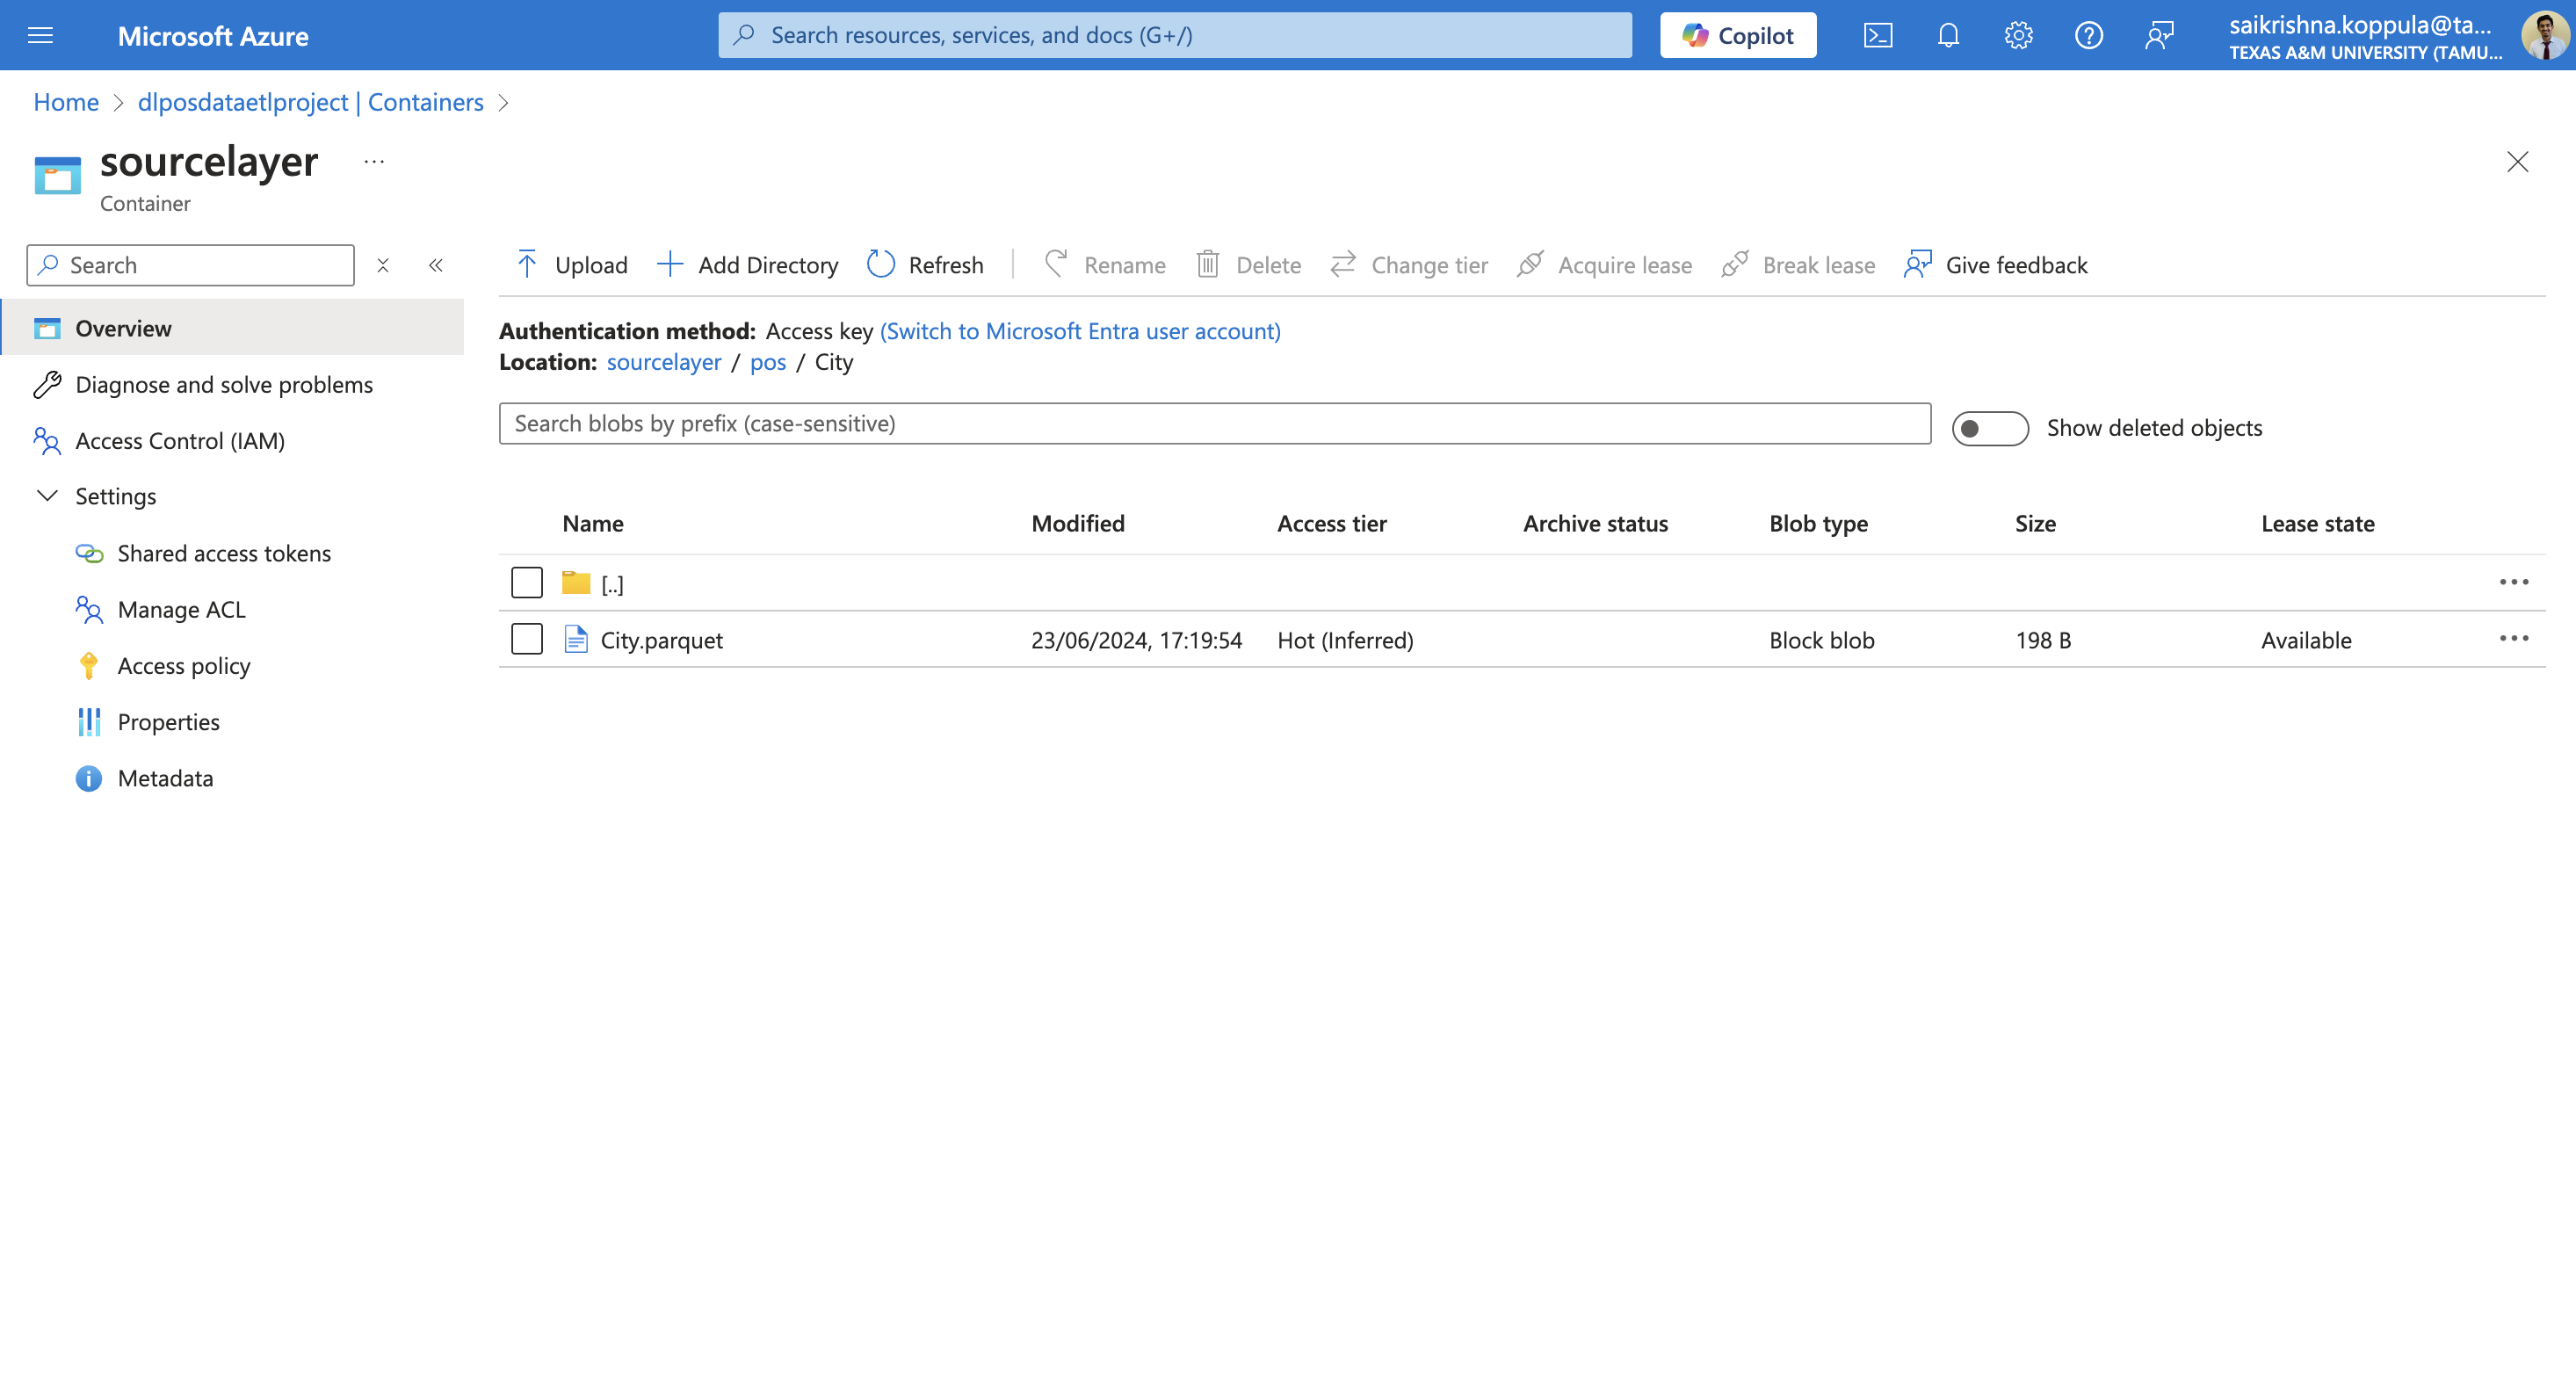 Microsoft Azure
Search resources, services, and docs (G+/)
Copilot
saikrishna.koppula@ta...
TEXAS A&M UNIVERSITY (TAMU...
Home > dlposdataetlproject | Containers >
sourcelayer ...
Container
Search
Overview
Diagnose and solve problems
Access Control (IAM)
Settings
Shared access tokens
Manage ACL
Access policy
Properties
Metadata
Upload Add Directory Refresh Rename Delete Change tier Acquire lease Break lease Give feedback
Authentication method: Access key (Switch to Microsoft Entra user account)
Location: sourcelayer / pos / City
Search blobs by prefix (case-sensitive)
Show deleted objects
Name Modified Access tier Archive status Blob type Size Lease state
[..]
City.parquet 23/06/2024, 17:19:54 Hot (Inferred) Block blob 198 B Available